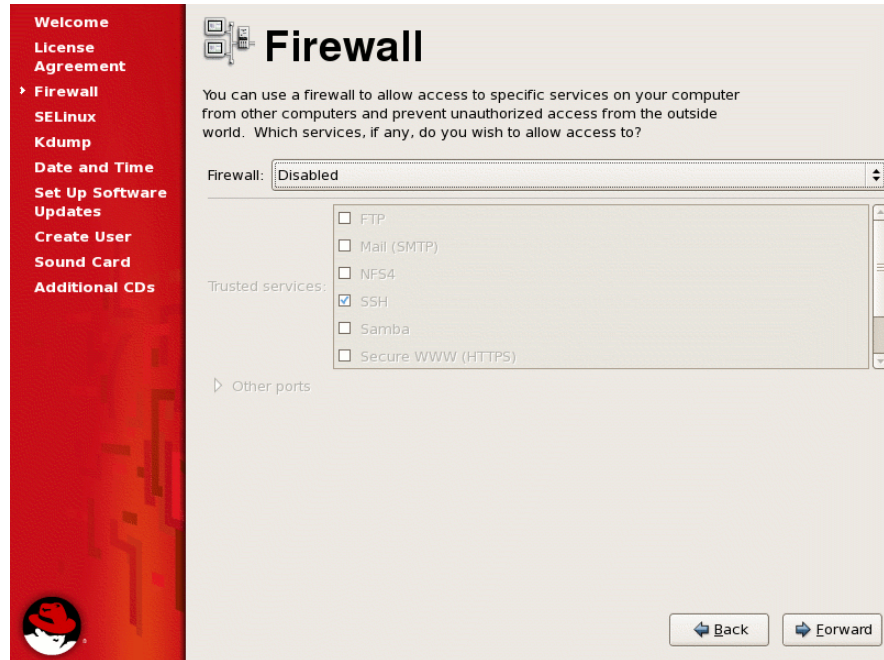 Welcome
License
Agreement
Firewall
SELinux
Kdump
Date and Time
Set Up Software
Updates
Create User
Sound Card
Additional CDs
Firewall
You can use a firewall to allow access to specific services on your computer
from other computers and prevent unauthorized access from the outside
world. Which services, if any, do you wish to allow access to?
Firewall: Disabled
Trusted services:
FTP
Mail (SMTP)
NFS4
SSH
Samba
Secure WWW (HTTPS)
Other ports
Back
Forward